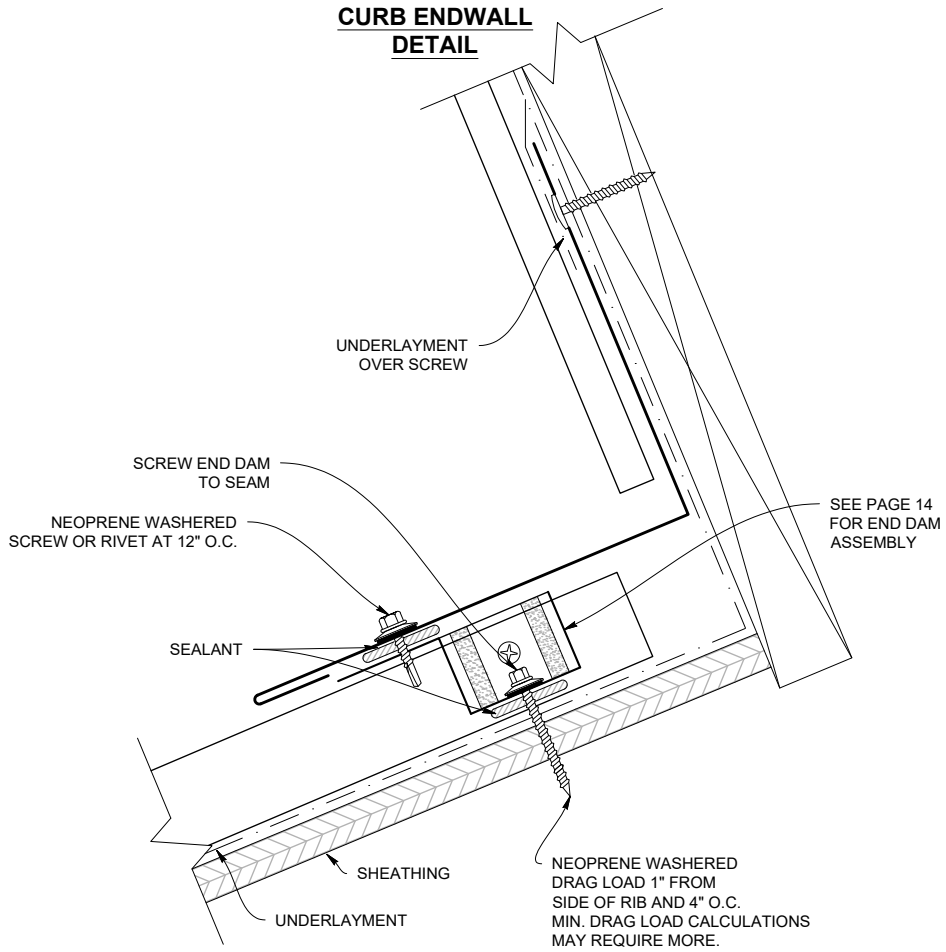 CURB ENDWALL
DETAIL
UNDERLAYMENT
OVER SCREW
SCREW END DAM
TO SEAM
NEOPRENE WASHERED
SCREW OR RIVET AT 12" O.C.
SEE PAGE 14
FOR END DAM
ASSEMBLY
SEALANT
SHEATHING
UNDERLAYMENT
NEOPRENE WASHERED
DRAG LOAD 1" FROM
SIDE OF RIB AND 4" O.C.
MIN. DRAG LOAD CALCULATIONS
MAY REQUIRE MORE.